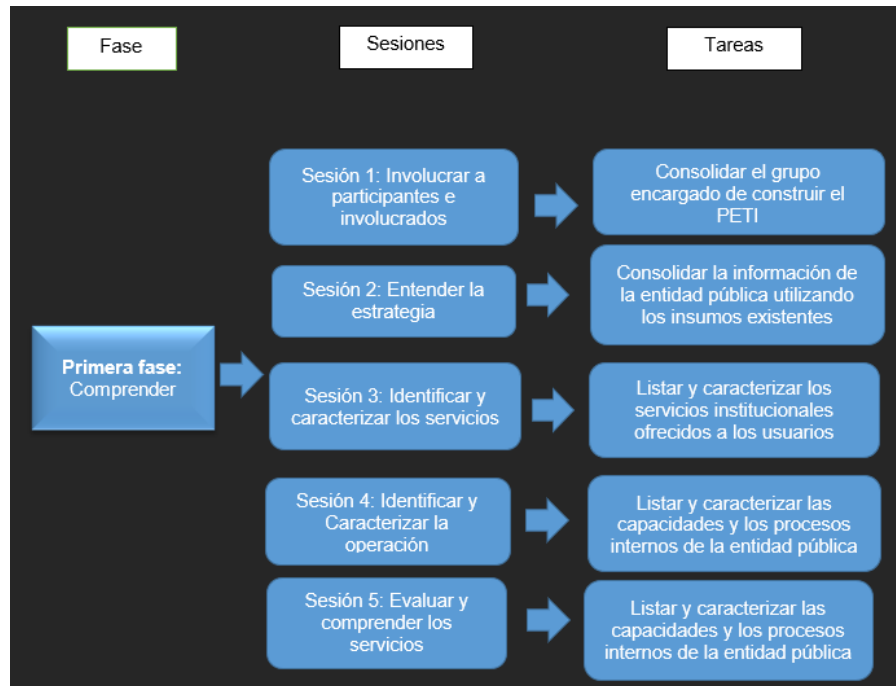 Fase
Sesiones
Tareas
Primera fase:
Comprender
Sesión 1: Involucrar a
participantes e
involucrados
Consolidar el grupo
encargado de construir el
PETI
Sesión 2: Entender la
estrategia
Consolidar la información de
la entidad pública utilizando
los insumos existentes
Sesión 3: Identificar y
caracterizar los servicios
Listar y caracterizar los
servicios institucionales
ofrecidos a los usuarios
Sesión 4: Identificar y
Caracterizar la
operación
Listar y caracterizar las
capacidades y los procesos
internos de la entidad pública
Sesión 5: Evaluar y
comprender los
servicios
Listar y caracterizar las
capacidades y los procesos
internos de la entidad pública